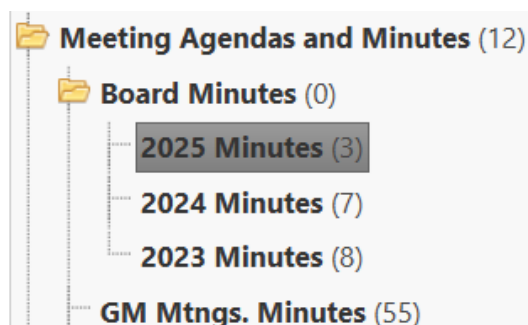 Meeting Agendas and Minutes (12)
Board Minutes (0)
2025 Minutes (3)
2024 Minutes (7)
2023 Minutes (8)
GM Mtngs. Minutes (55)